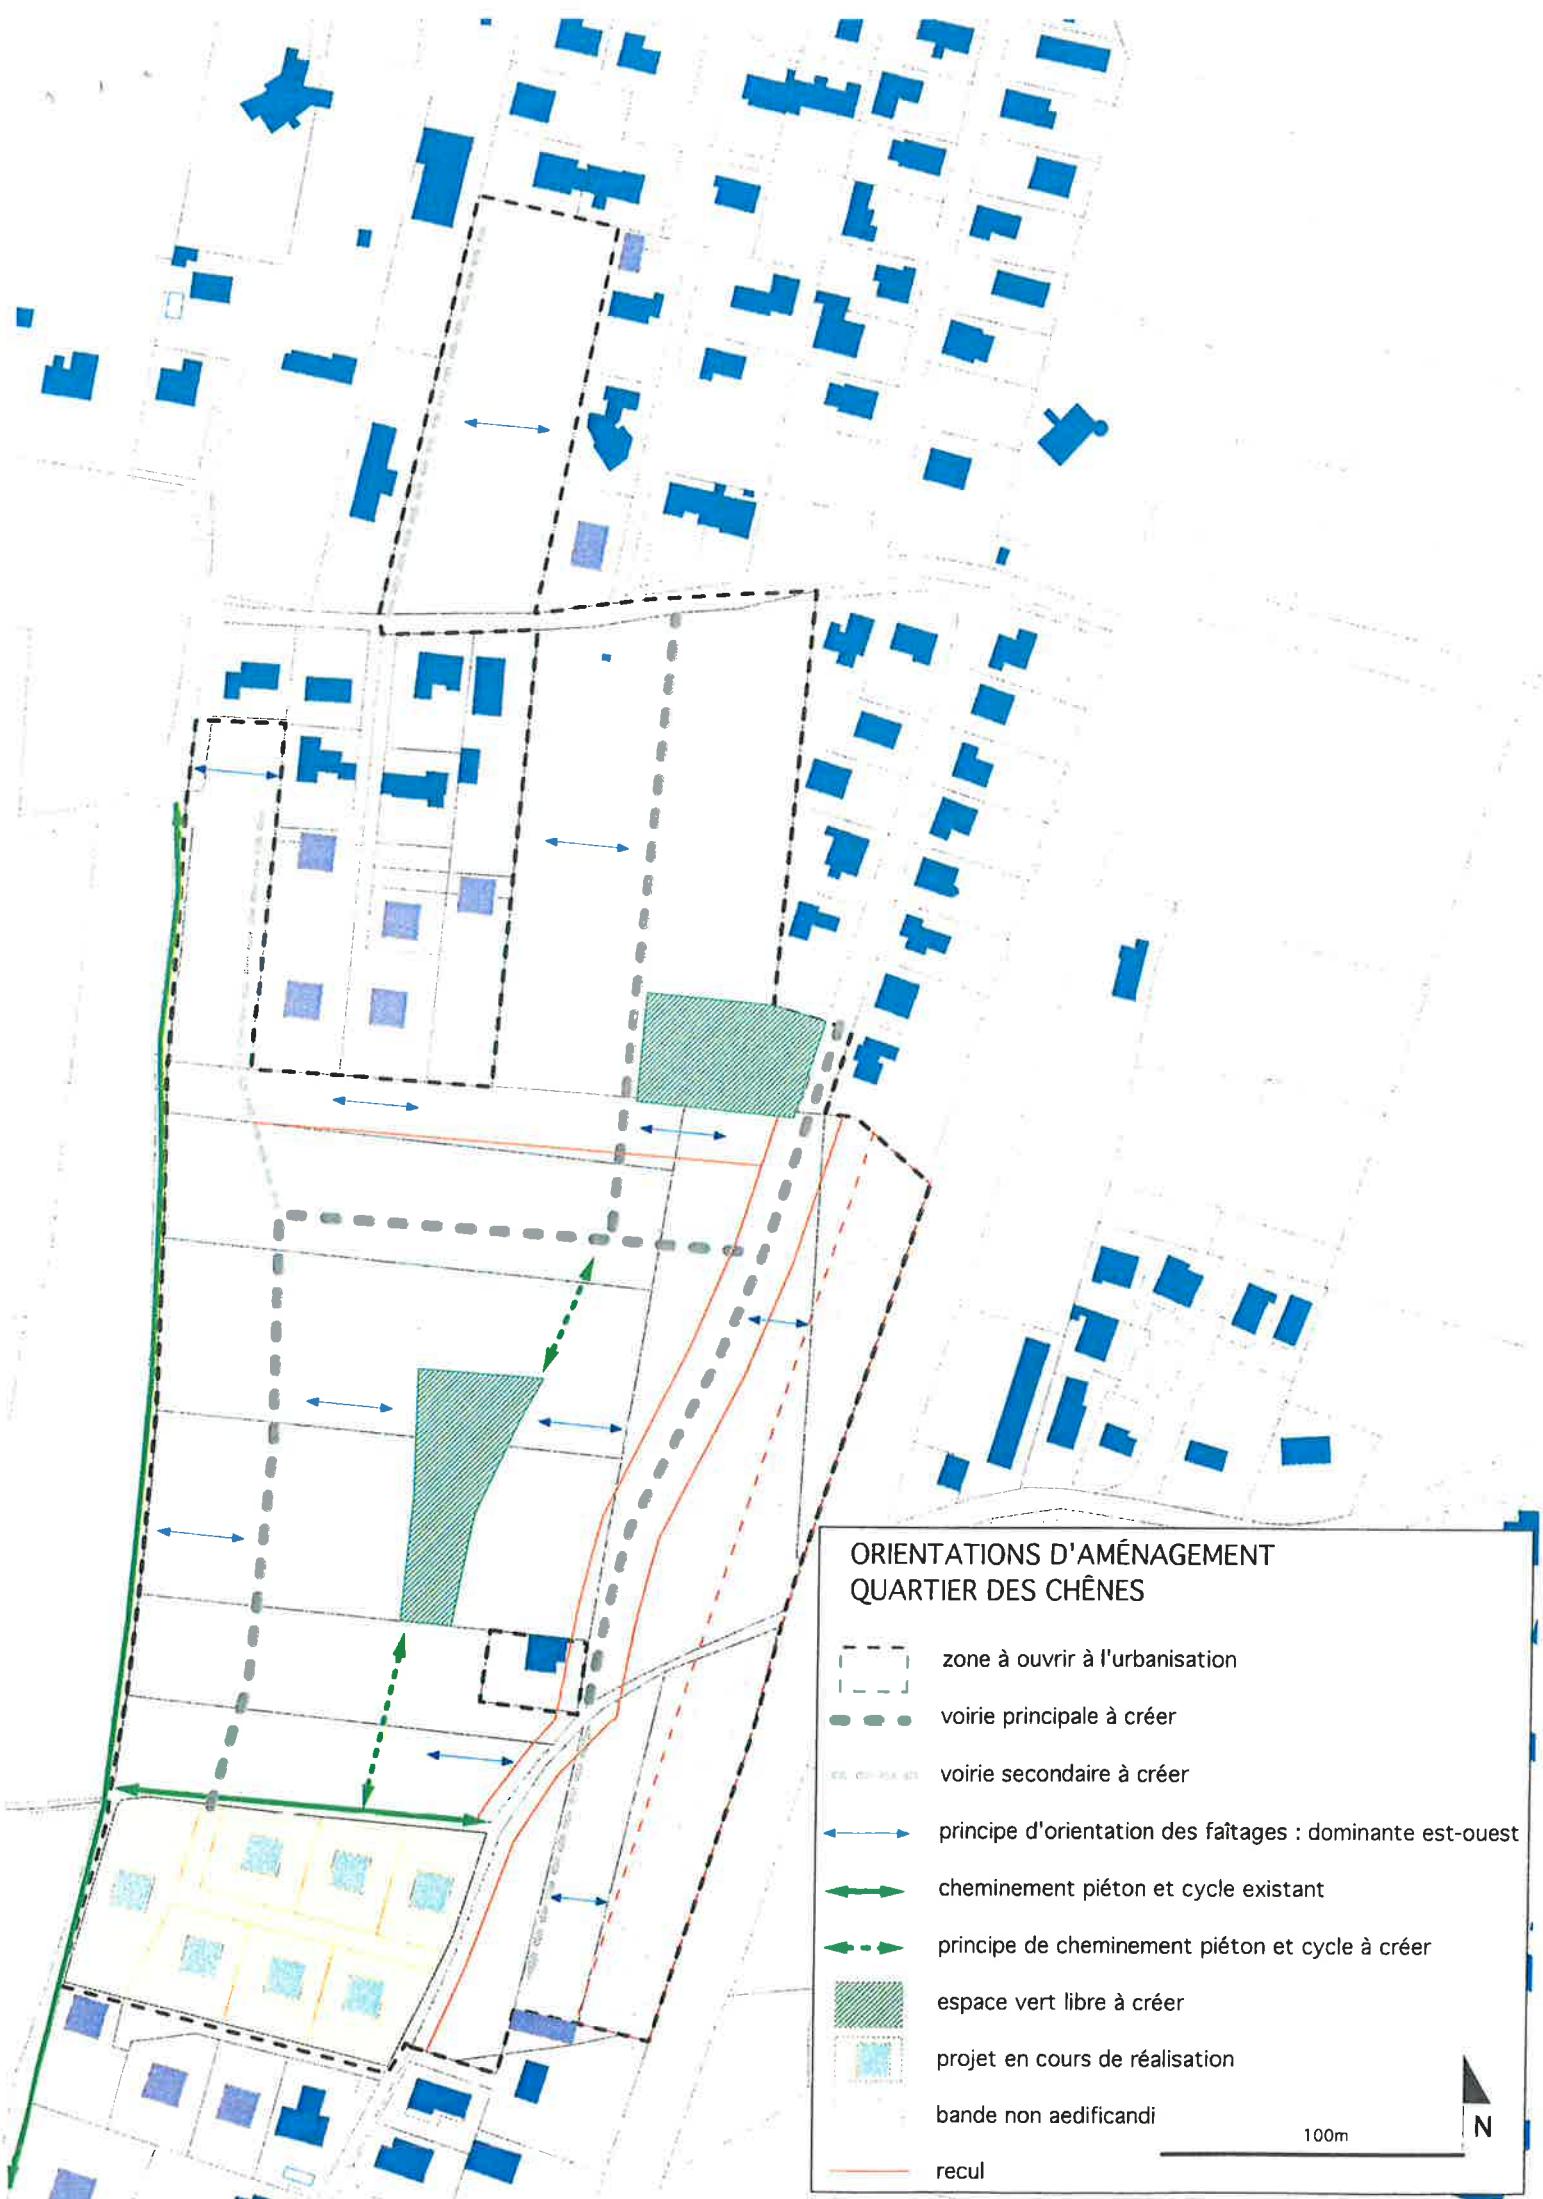 ORIENTATIONS D'AMÉNAGEMENT
QUARTIER DES CHÊNES
zone à ouvrir à l'urbanisation
voirie principale à créer
voirie secondaire à créer
principe d'orientation des faîtages : dominante est-ouest
cheminement piéton et cycle existant
principe de cheminement piéton et cycle à créer
espace vert libre à créer
projet en cours de réalisation
bande non aedificandi
100m
N
recul